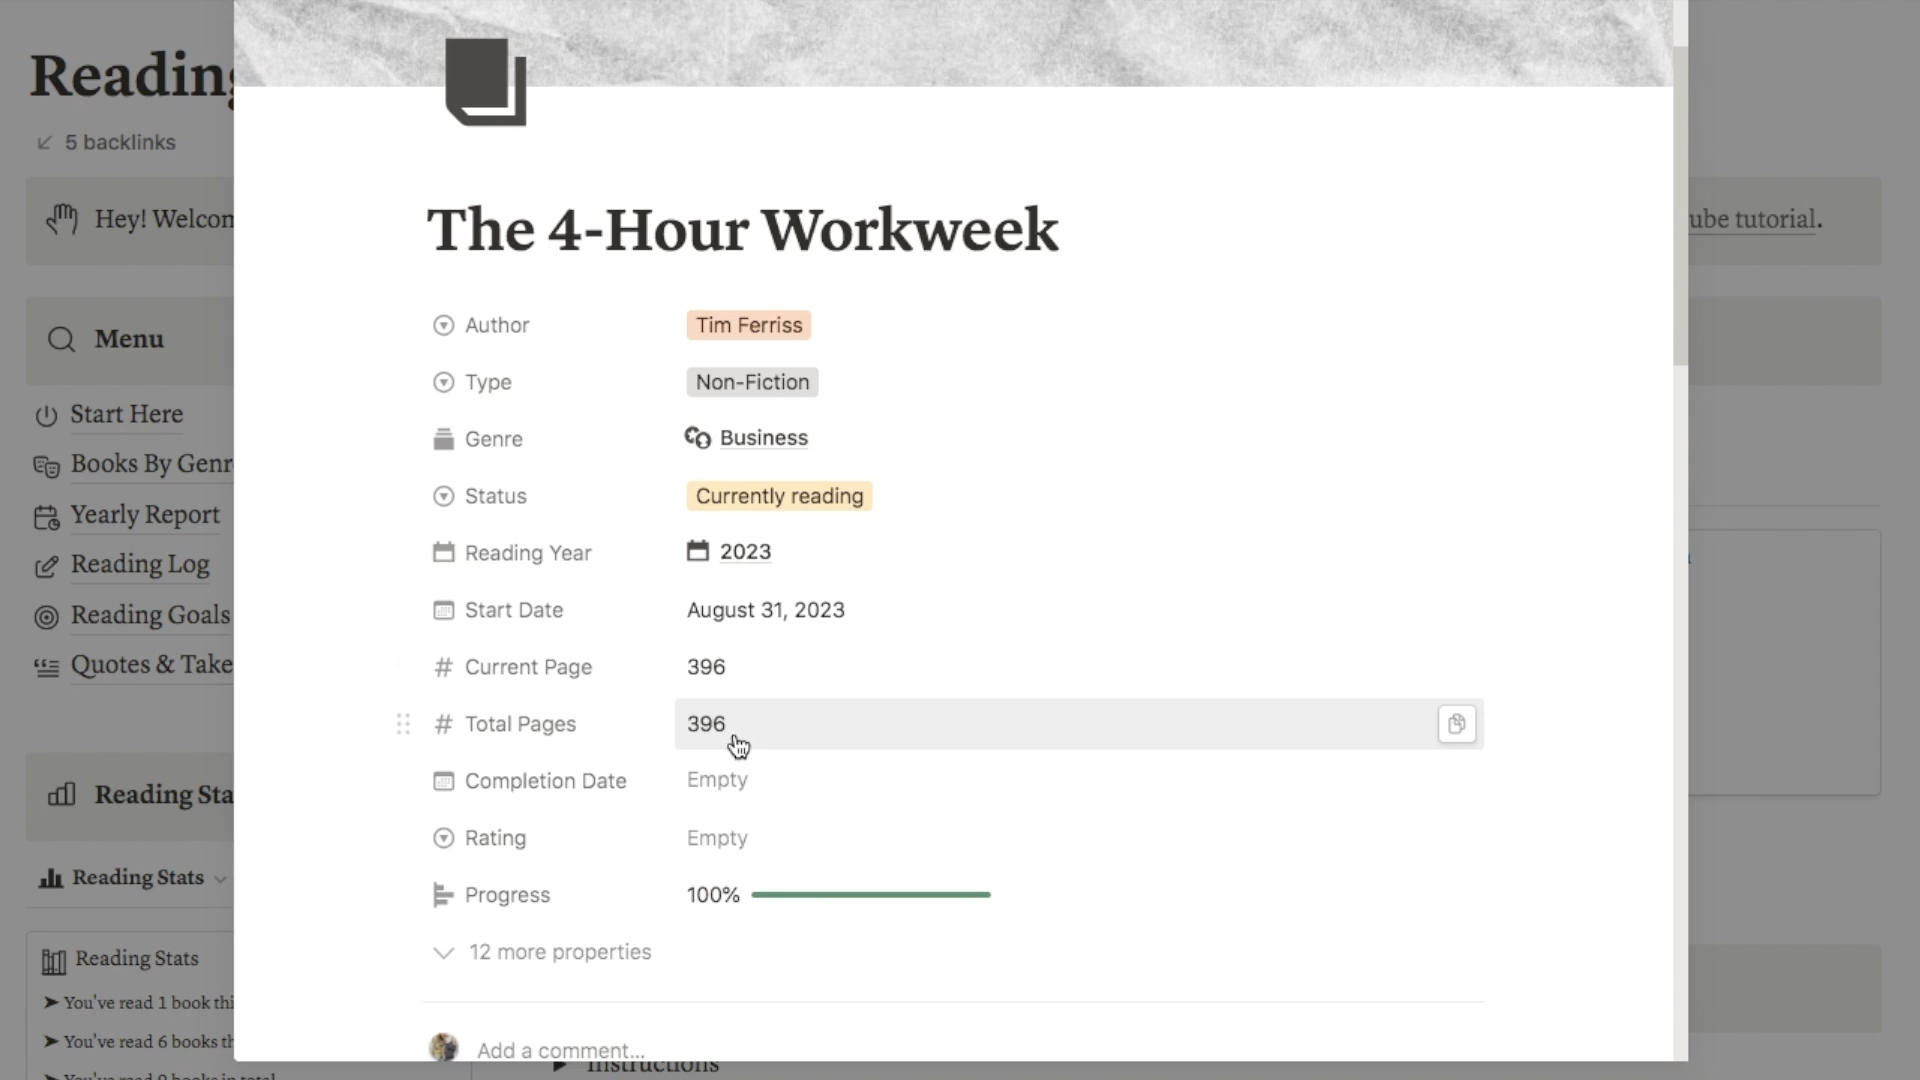 Reading
5 backlinks
Hey! Welcom
ube tutorial.
Menu
Start Here
Books By Genr
Yearly Report
Reading Log
Reading Goals
Quotes & Take
Reading Sta
Reading Stats
Reading Stats
➤ You've read 1 book thi
➤ You've read 6 books th
The 4-Hour Workweek
Author Tim Ferriss
Type Non-Fiction
Genre Business
Status Currently reading
Reading Year 2023
Start Date August 31, 2023
# Current Page 396
# Total Pages 396
Completion Date Empty
Rating Empty
Progress 100%
12 more properties
Add a comment...
Instructions